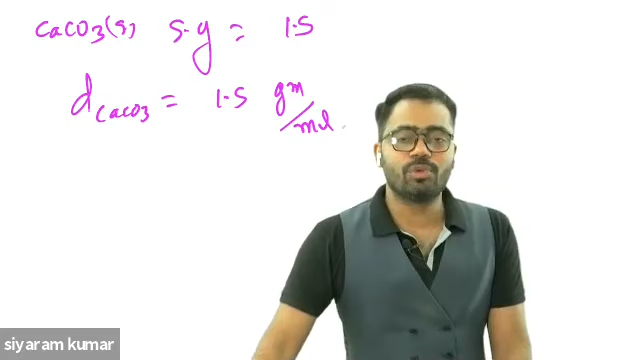 CaCO3(s) s.g = 1.5
dCaCO3 = 1.5 gm/ml
siyaram kumar